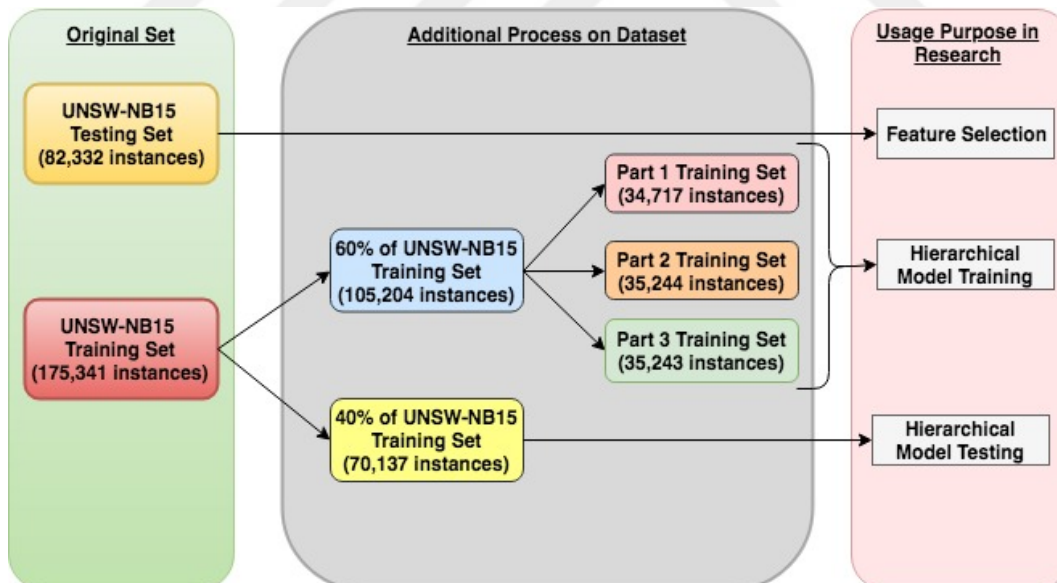 Original Set
UNSW-NB15
Testing Set
(82,332 instances)
UNSW-NB15
Training Set
(175,341 instances)
Additional Process on Dataset
60% of UNSW-NB15
Training Set
(105,204 instances)
40% of UNSW-NB15
Training Set
(70,137 instances)
Part 1 Training Set
(34,717 instances)
Part 2 Training Set
(35,244 instances)
Part 3 Training Set
(35,243 instances)
Usage Purpose in
Research
Feature Selection
Hierarchical
Model Training
Hierarchical
Model Testing